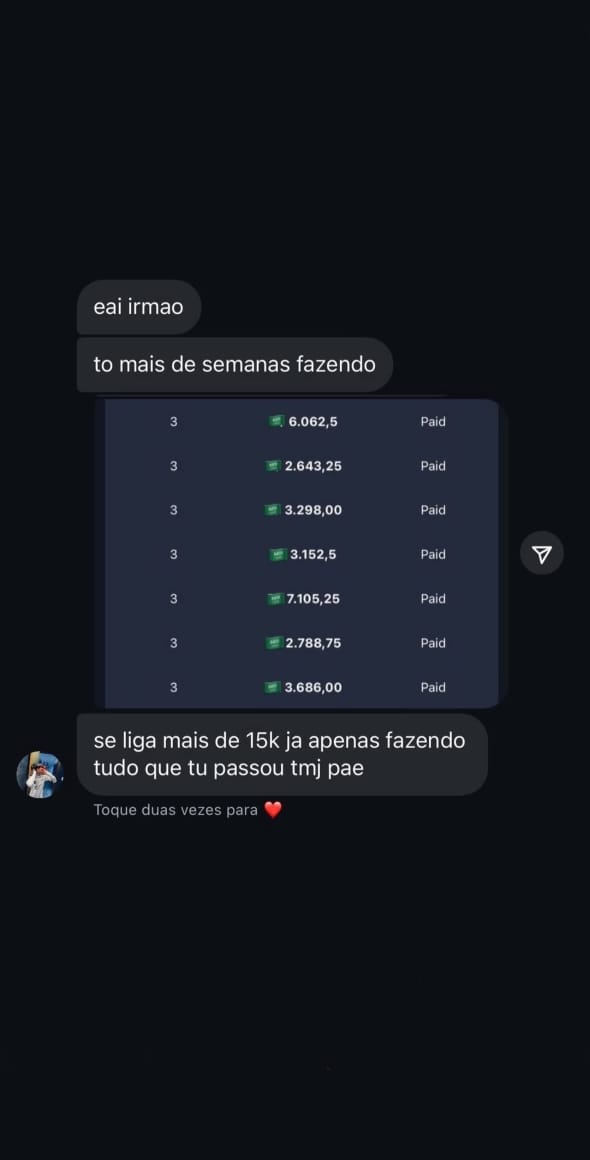 eai irmao
to mais de semanas fazendo
3 6.062,5 Paid
3 2.643,25 Paid
3 3.298,00 Paid
3 3.152,5 Paid
3 7.105,25 Paid
3 2.788,75 Paid
3 3.686,00 Paid
se liga mais de 15k ja apenas fazendo
tudo que tu passou tmj pae
Toque duas vezes para ❤️